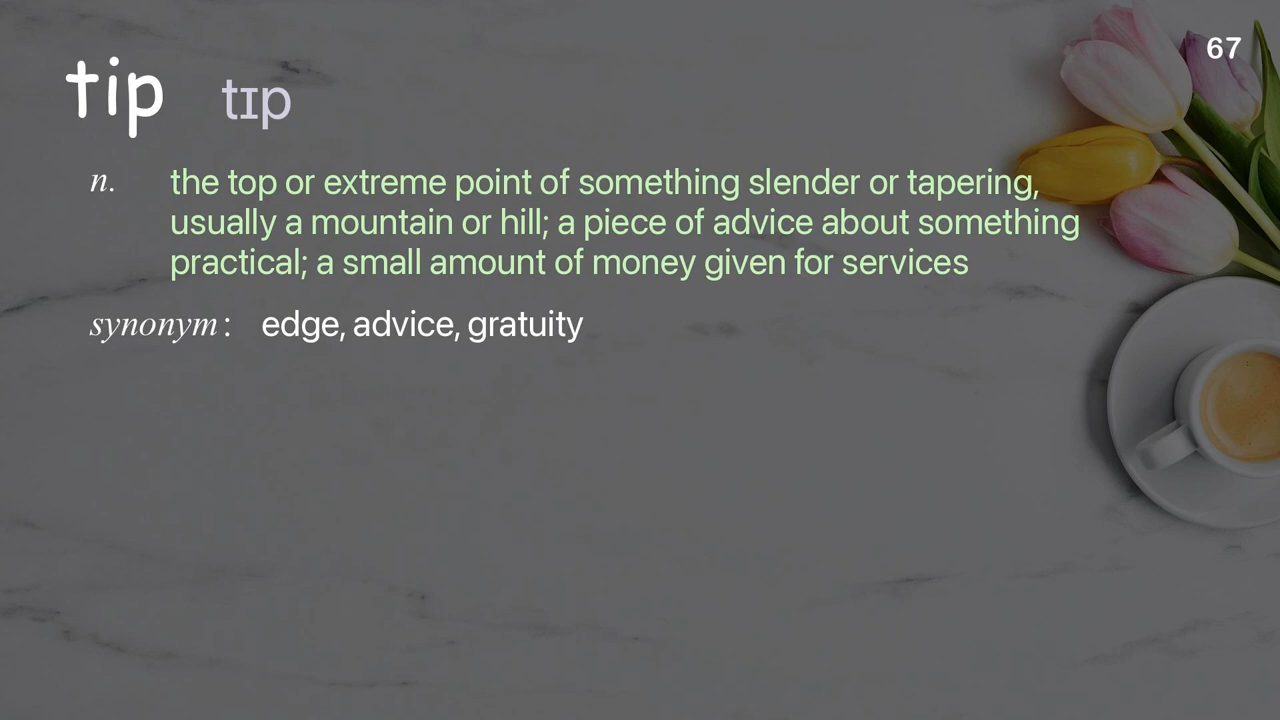 67
tip tɪp
n. the top or extreme point of something slender or tapering,
usually a mountain or hill; a piece of advice about something
practical; a small amount of money given for services
synonym: edge, advice, gratuity